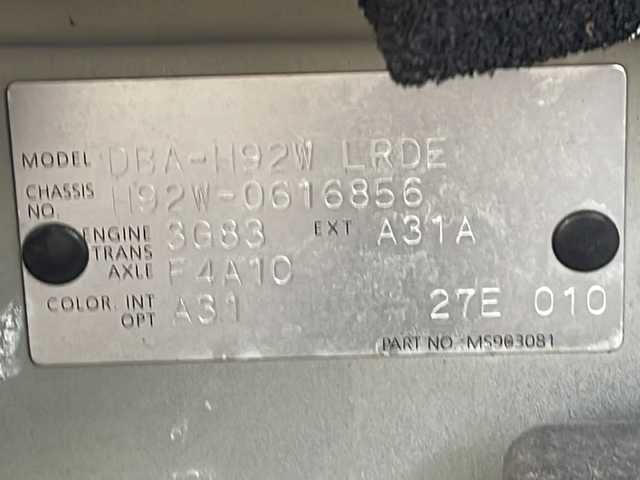 MODEL DBA-H92W LRDE
CHASSIS NO. H92W-0616856
ENGINE 3G83 EXT A31A
TRANS AXLE F4A10
COLOR. INT OPT A31 27E 010
PART NO. MS903081